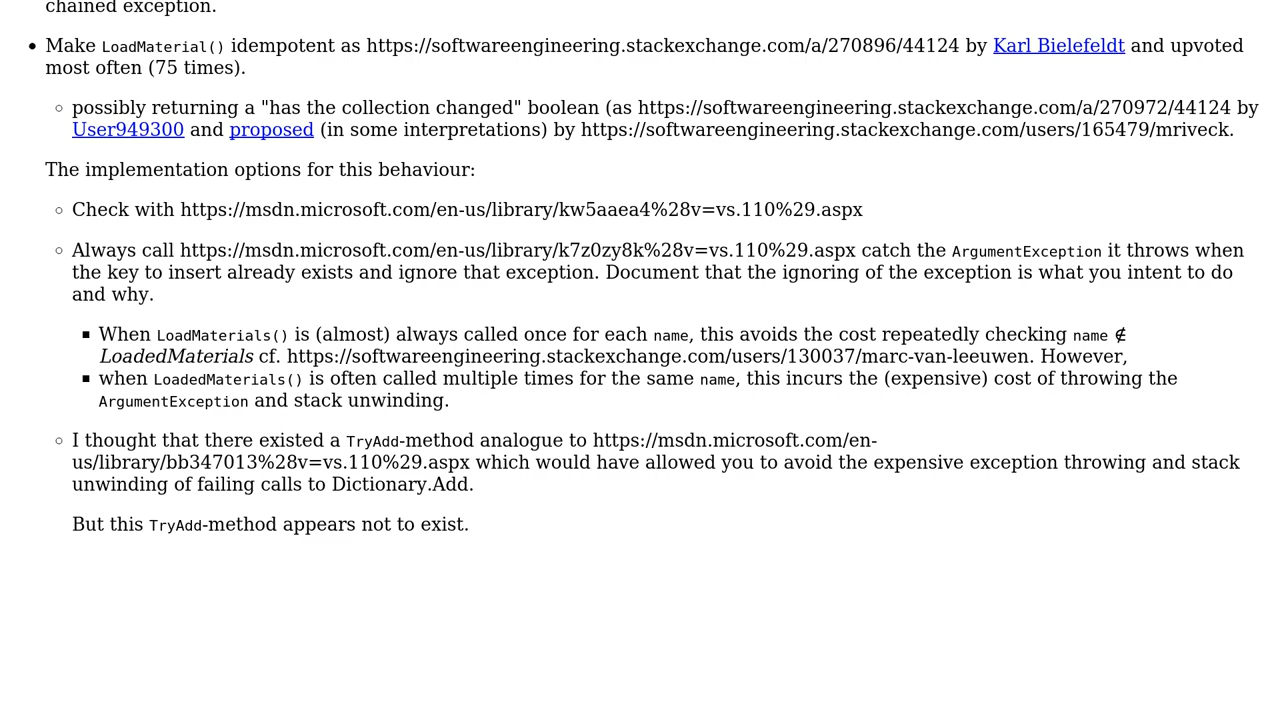 chained exception.
Make LoadMaterial() idempotent as https://softwareengineering.stackexchange.com/a/270896/44124 by Karl Bielefeldt and upvoted
most often (75 times).
possibly returning a "has the collection changed" boolean (as https://softwareengineering.stackexchange.com/a/270972/44124 by
User949300 and proposed (in some interpretations) by https://softwareengineering.stackexchange.com/users/165479/mriveck.
The implementation options for this behaviour:
Check with https://msdn.microsoft.com/en-us/library/kw5aaea4%28v=vs.110%29.aspx
Always call https://msdn.microsoft.com/en-us/library/k7z0zy8k%28v=vs.110%29.aspx catch the ArgumentException it throws when
the key to insert already exists and ignore that exception. Document that the ignoring of the exception is what you intent to do
and why.
When LoadMaterials() is (almost) always called once for each name, this avoids the cost repeatedly checking name ∉
LoadedMaterials cf. https://softwareengineering.stackexchange.com/users/130037/marc-van-leeuwen. However,
when LoadedMaterials() is often called multiple times for the same name, this incurs the (expensive) cost of throwing the
ArgumentException and stack unwinding.
I thought that there existed a TryAdd-method analogue to https://msdn.microsoft.com/en-
us/library/bb347013%28v=vs.110%29.aspx which would have allowed you to avoid the expensive exception throwing and stack
unwinding of failing calls to Dictionary.Add.
But this TryAdd-method appears not to exist.